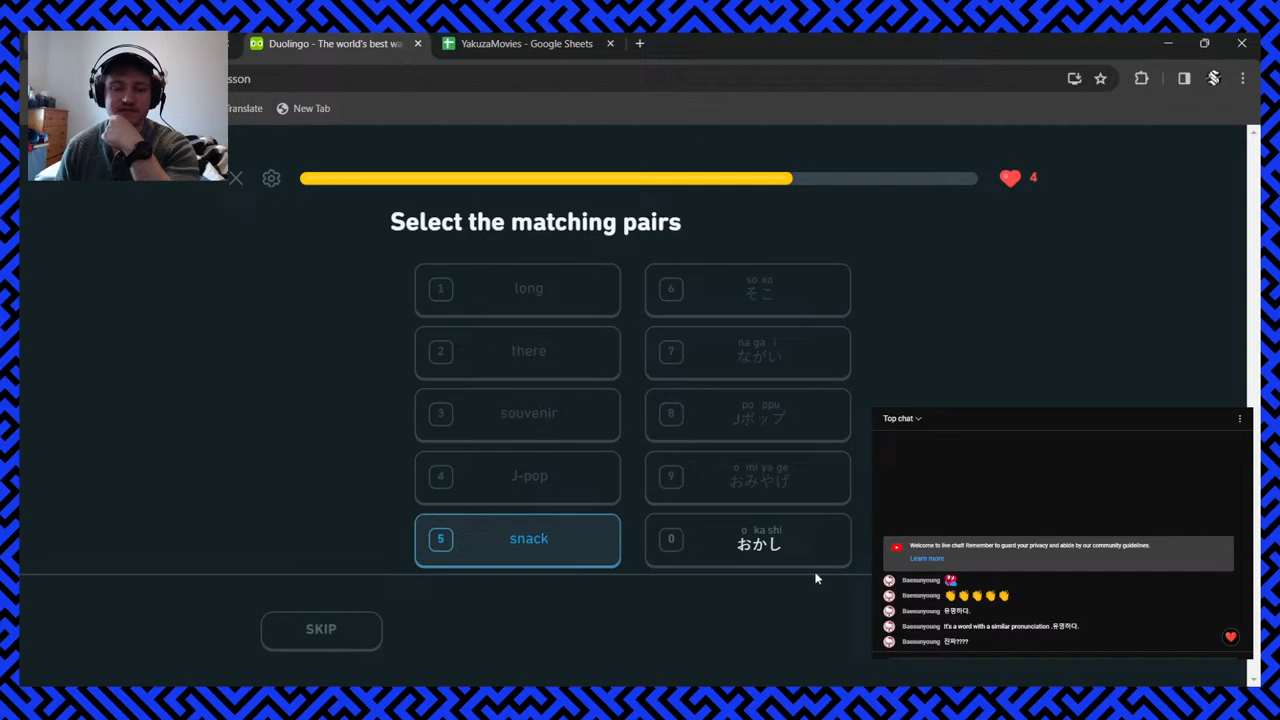 Duolingo - The world's best wa
YakuzaMovies - Google Sheets
sson
Translate
New Tab
4
Select the matching pairs
1 long
6 so ko
そこ
2 there
7 na ga i
ながい
3 souvenir
8 po ppu
Jポップ
4 J-pop
9 o mi ya ge
おみやげ
5 snack
0 o ka shi
おかし
SKIP
Top chat
Welcome to live chat! Remember to guard your privacy and abide by our community guidelines.
Learn more
Baesunyoung
Baesunyoung 👏👏👏👏👏
Baesunyoung 유명하다.
Baesunyoung It's a word with a similar pronunciation .유명하다.
Baesunyoung 진짜????